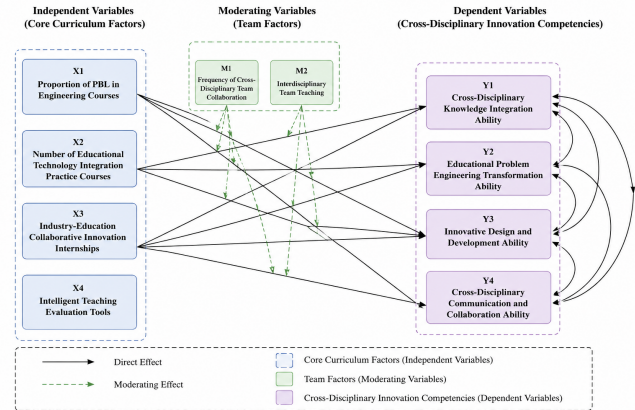 Independent Variables
(Core Curriculum Factors)
Moderating Variables
(Team Factors)
Dependent Variables
(Cross-Disciplinary Innovation Competencies)
X1
Proportion of PBL in
Engineering Courses
X2
Number of Educational
Technology Integration
Practice Courses
X3
Industry-Education
Collaborative Innovation
Internships
X4
Intelligent Teaching
Evaluation Tools
M1
Frequency of Cross-
Disciplinary Team
Collaboration
M2
Interdisciplinary
Team Teaching
Y1
Cross-Disciplinary
Knowledge Integration
Ability
Y2
Educational Problem
Engineering Transformation
Ability
Y3
Innovative Design and
Development Ability
Y4
Cross-Disciplinary
Communication and
Collaboration Ability
Direct Effect
Moderating Effect
Core Curriculum Factors (Independent Variables)
Team Factors (Moderating Variables)
Cross-Disciplinary Innovation Competencies (Dependent Variables)